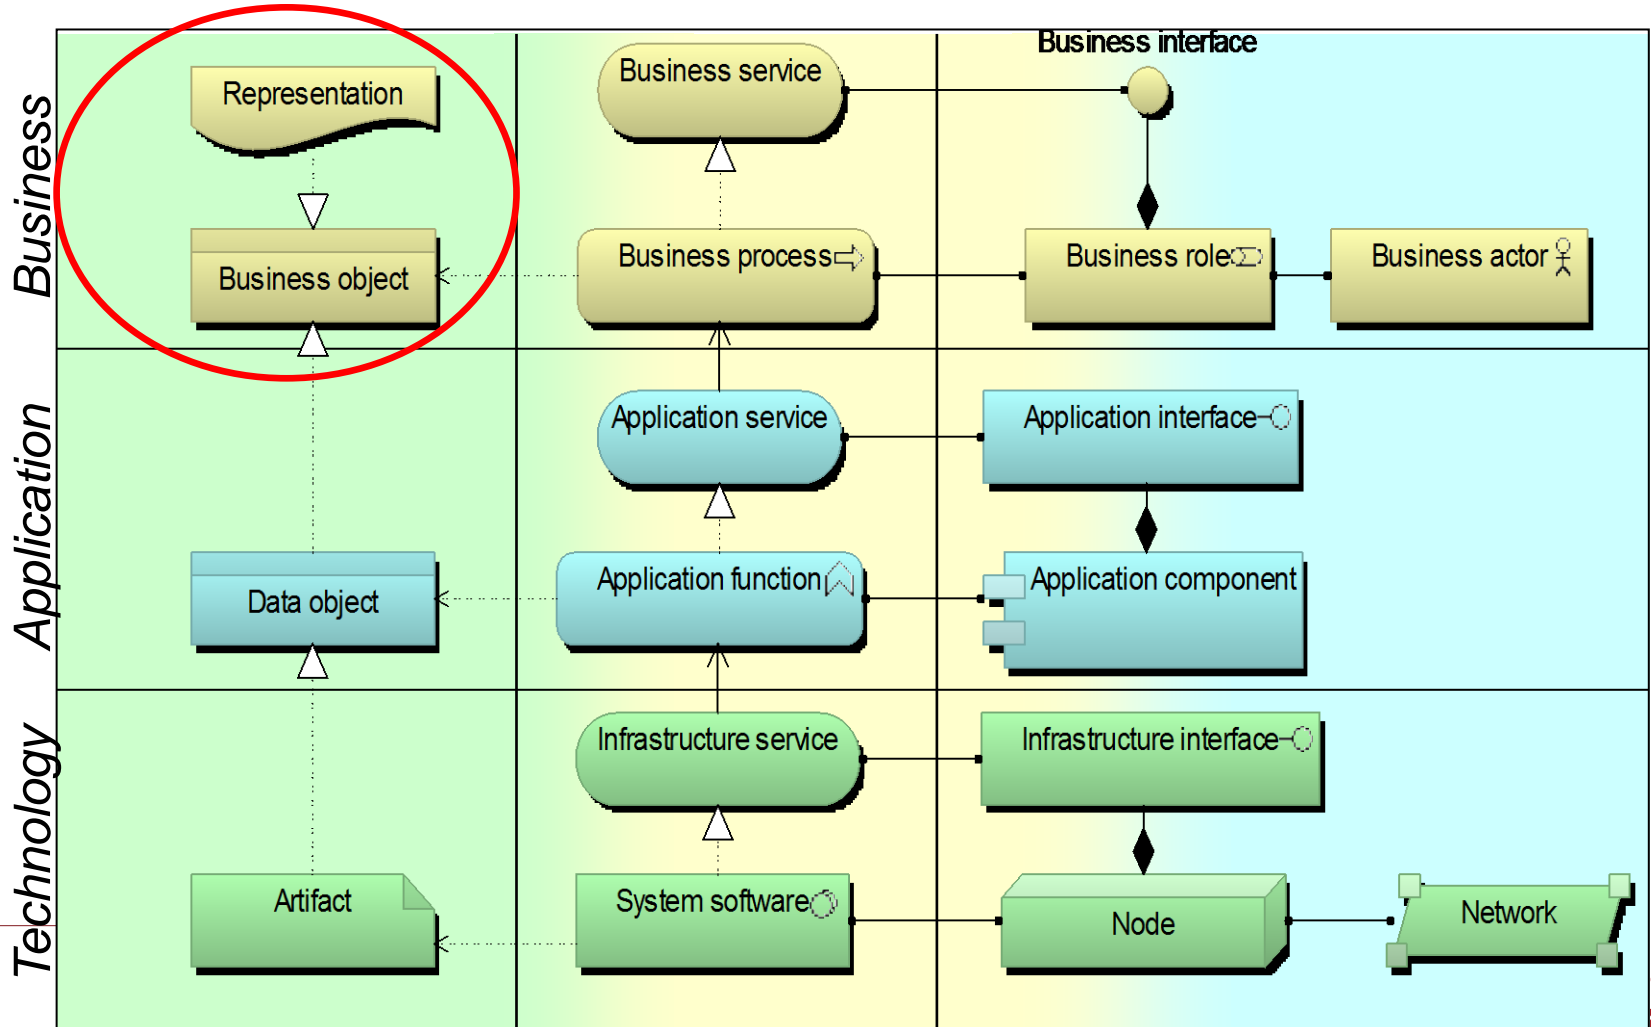 Business
Representation
Business service
Business interface
Business object
Business process
Business role
Business actor
Application
Application service
Application interface
Data object
Application function
Application component
Technology
Infrastructure service
Infrastructure interface
Artifact
System software
Node
Network